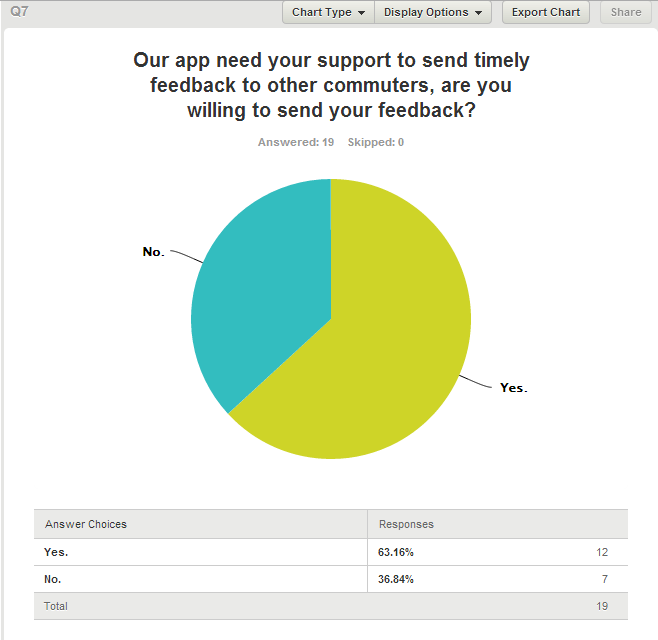 Q7
Chart Type Display Options Export Chart Share
Our app need your support to send timely
feedback to other commuters, are you
willing to send your feedback?
Answered: 19 Skipped: 0
No.
Yes.
Answer Choices Responses
Yes. 63.16% 12
No. 36.84% 7
Total 19